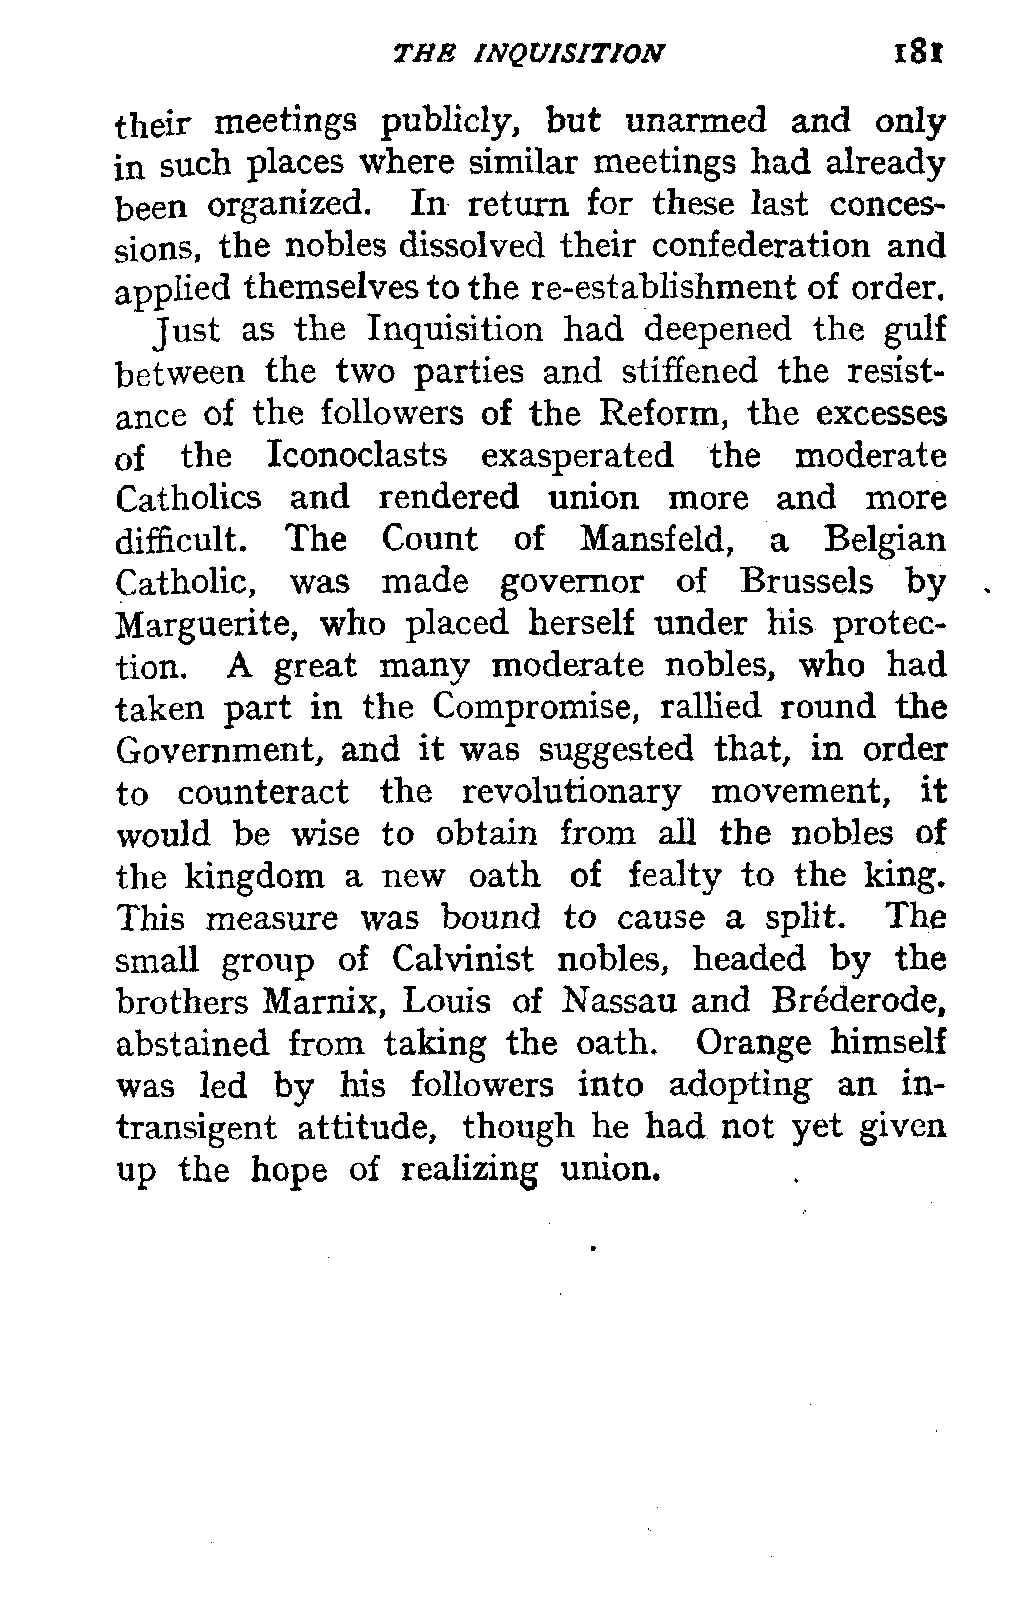 THE INQUISITION 181
their meetings publicly, but unarmed and only
in such places where similar meetings had already
been organized. In return for these last conces-
sions, the nobles dissolved their confederation and
applied themselves to the re-establishment of order.
Just as the Inquisition had deepened the gulf
between the two parties and stiffened the resist-
ance of the followers of the Reform, the excesses
of the Iconoclasts exasperated the moderate
Catholics and rendered union more and more
difficult. The Count of Mansfeld, a Belgian
Catholic, was made governor of Brussels by
Marguerite, who placed herself under his protec-
tion. A great many moderate nobles, who had
taken part in the Compromise, rallied round the
Government, and it was suggested that, in order
to counteract the revolutionary movement, it
would be wise to obtain from all the nobles of
the kingdom a new oath of fealty to the king.
This measure was bound to cause a split. The
small group of Calvinist nobles, headed by the
brothers Marnix, Louis of Nassau and Bréderode,
abstained from taking the oath. Orange himself
was led by his followers into adopting an in-
transigent attitude, though he had not yet given
up the hope of realizing union.